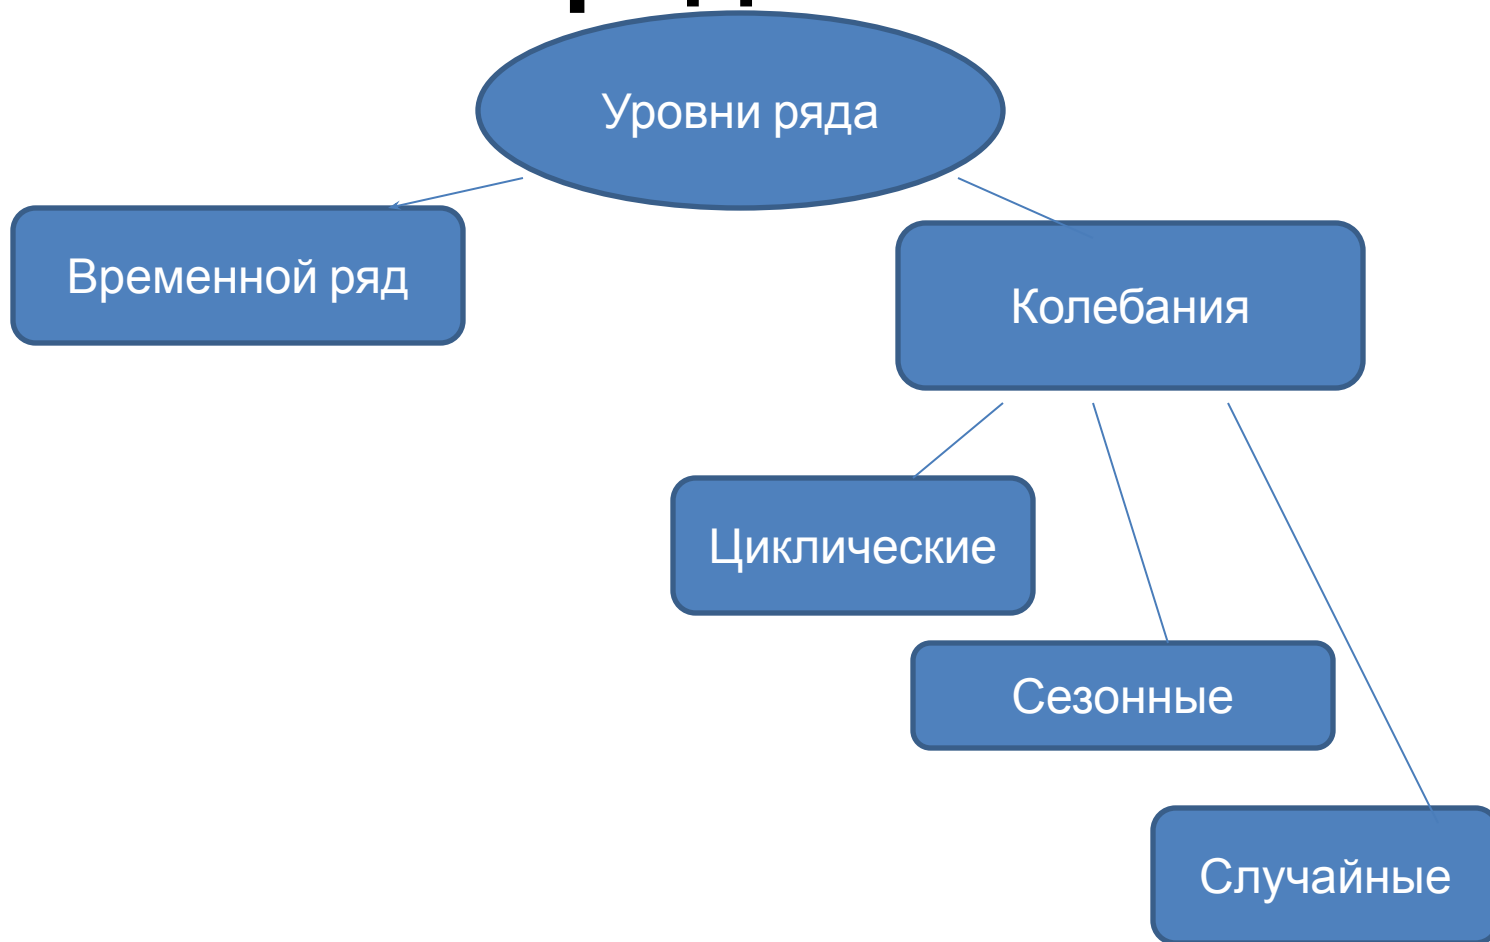 Уровни ряда
Временной ряд
Колебания
Циклические
Сезонные
Случайные